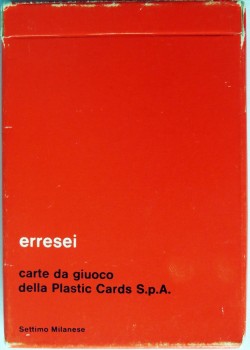 erresei
carte da giuoco
della Plastic Cards S.p.A.
Settimo Milanese